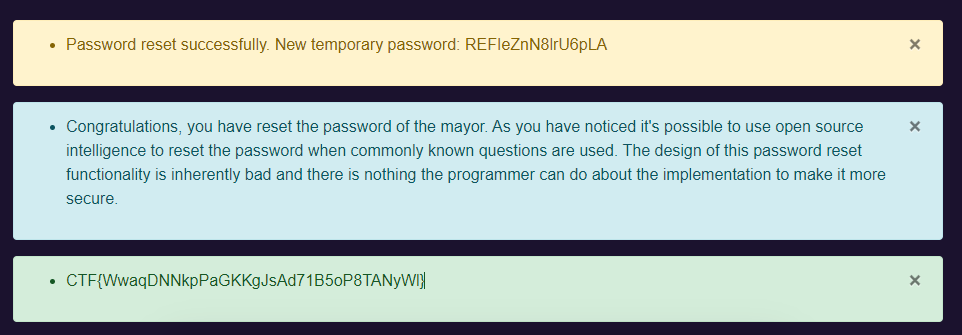 Password reset successfully. New temporary password: REFIeZnN8lrU6pLA
Congratulations, you have reset the password of the mayor. As you have noticed it's possible to use open source
intelligence to reset the password when commonly known questions are used. The design of this password reset
functionality is inherently bad and there is nothing the programmer can do about the implementation to make it more
secure.
CTF{WwaqDNNkpPaGKKgJsAd71B5oP8TANyWl}